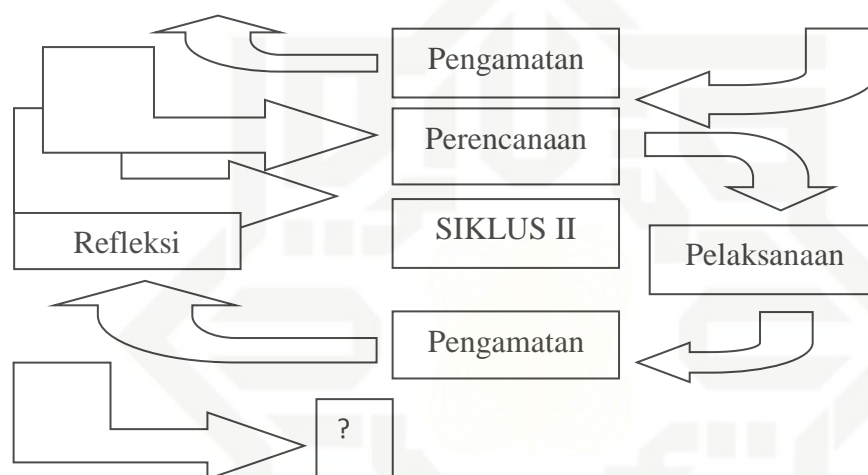 Pengamatan
Perencanaan
Refleksi
SIKLUS II
Pelaksanaan
Pengamatan
?